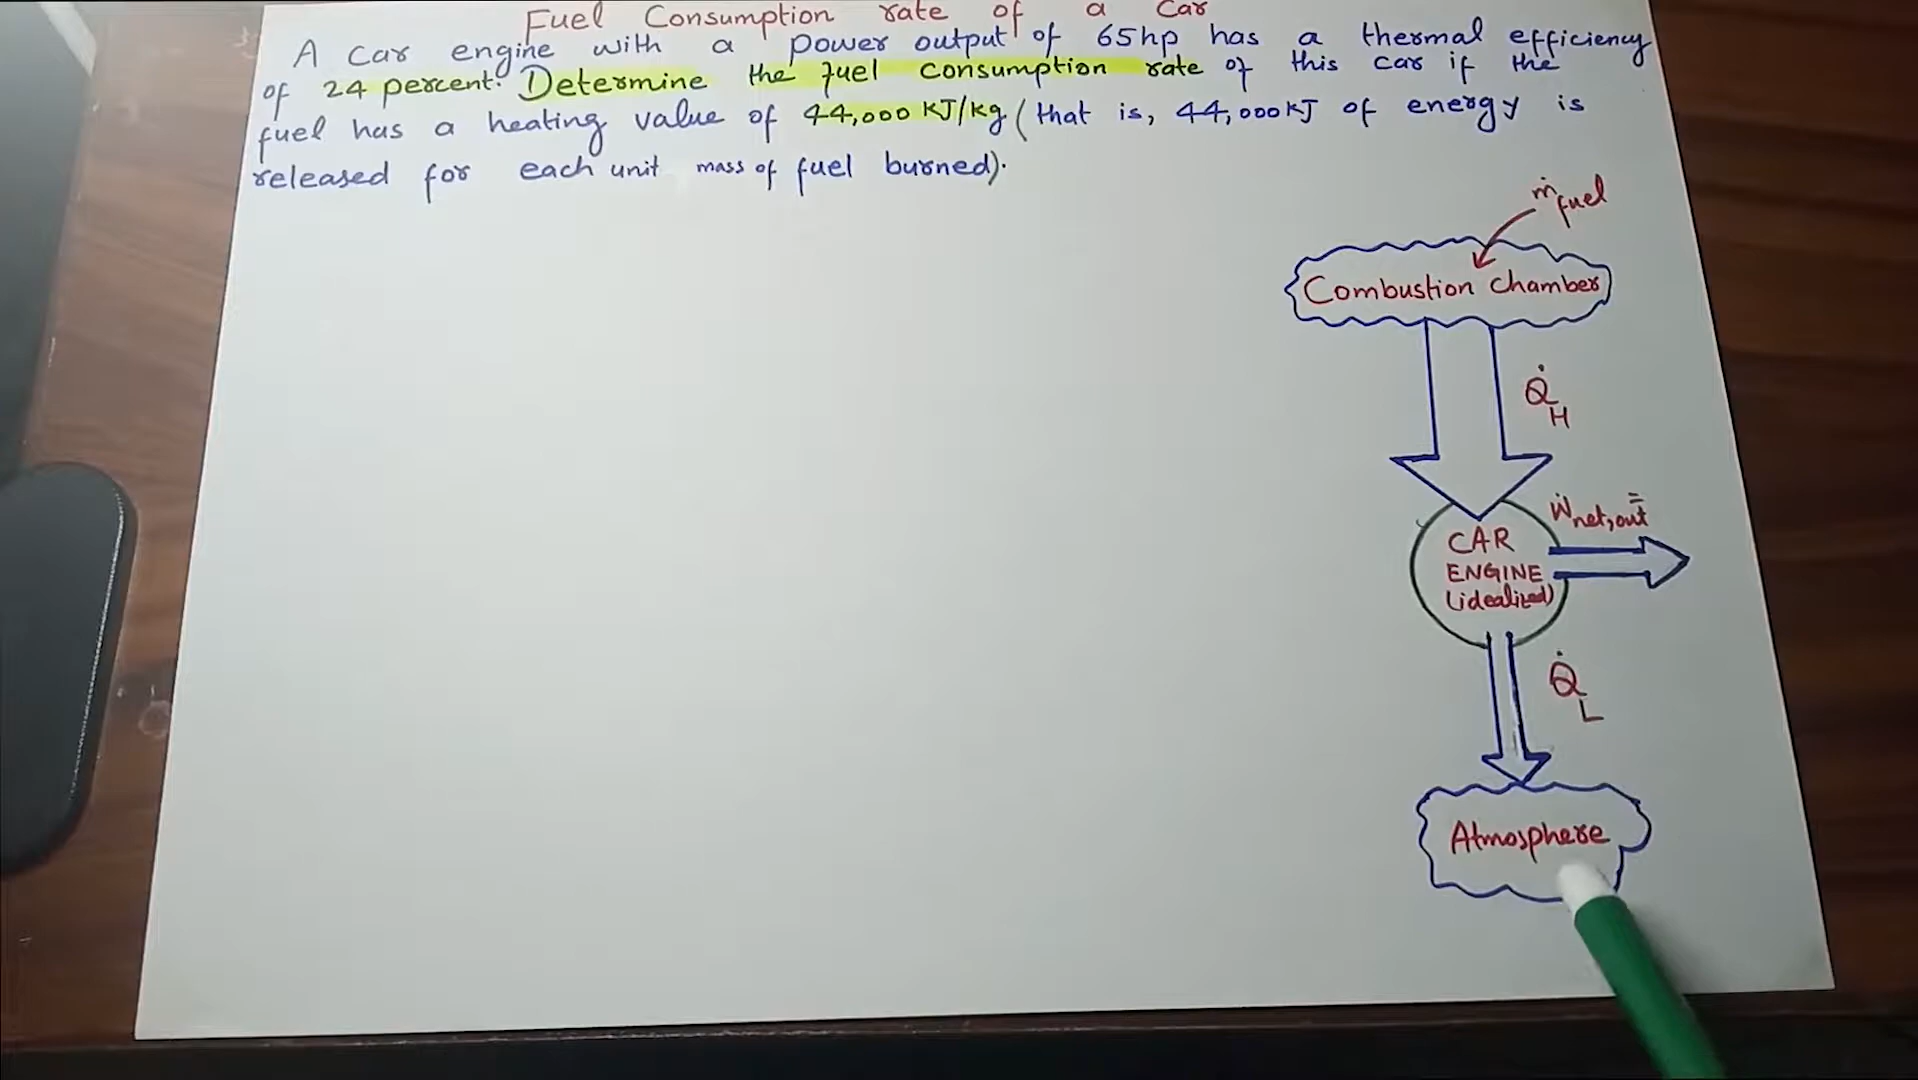 Fuel Consumption rate of a Car
A car engine with a power output of 65hp has a thermal efficiency
of 24 percent. Determine the fuel consumption rate of this car if the
fuel has a heating value of 44,000 KJ/kg (that is, 44,000KJ of energy is
released for each unit mass of fuel burned).
ṁfuel
Combustion Chamber
Q̇H
Ẇnet,out =
CAR
ENGINE
(idealized)
Q̇L
Atmosphere